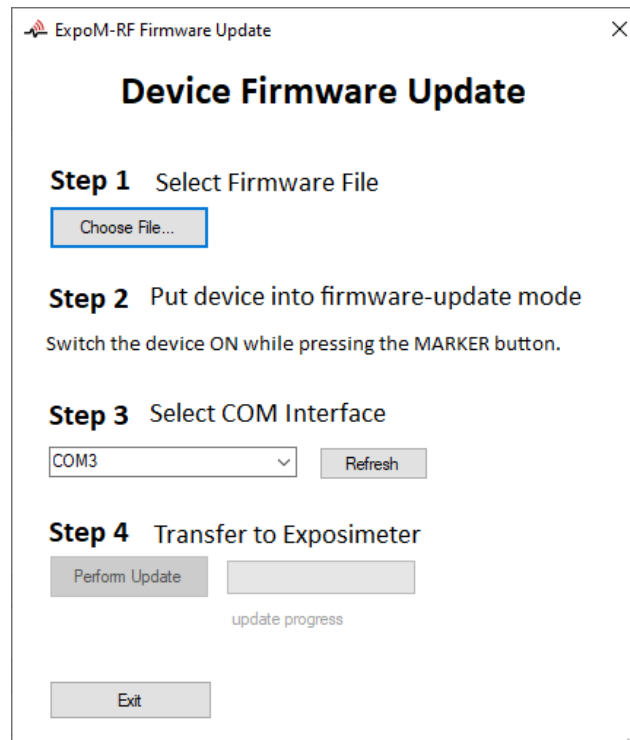 ExpoM-RF Firmware Update
Device Firmware Update
Step 1 Select Firmware File
Choose File...
Step 2 Put device into firmware-update mode
Switch the device ON while pressing the MARKER button.
Step 3 Select COM Interface
COM3 Refresh
Step 4 Transfer to Exposimeter
Perform Update
update progress
Exit